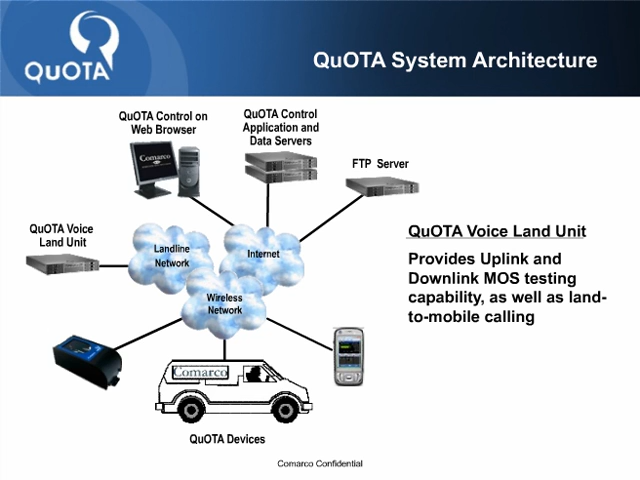 QUOTA
QuOTA System Architecture
QuOTA Control on
Web Browser
QuOTA Control
Application and
Data Servers
FTP Server
Comarco
QuOTA Voice
Land Unit
Landline
Network
Internet
Wireless
Network
QuOTA Voice Land Unit
Provides Uplink and
Downlink MOS testing
capability, as well as land-
to-mobile calling
Comarco
QuOTA Devices
Comarco Confidential